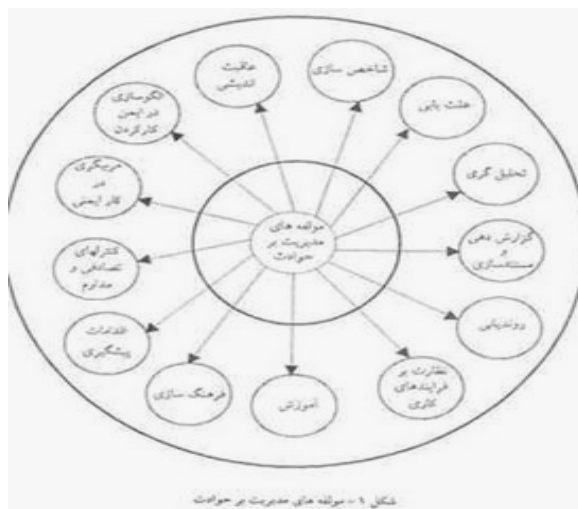 عاقبت
اندیشی
شاخص سازی
علت یابی
تحلیل گری
گزارش دهی
و
مستندسازی
روندیابی
نظارت بر
فرایندهای
کاری
آموزش
فرهنگ سازی
اقدامات
پیشگیری
کنترلهای
تصادفی و
مداوم
مربیگری
در
کار ایمنی
الگوسازی
در ایمن
کارکردن
مولفه های
مدیریت بر
حوادث
شکل ۱ - مولفه های مدیریت بر حوادث